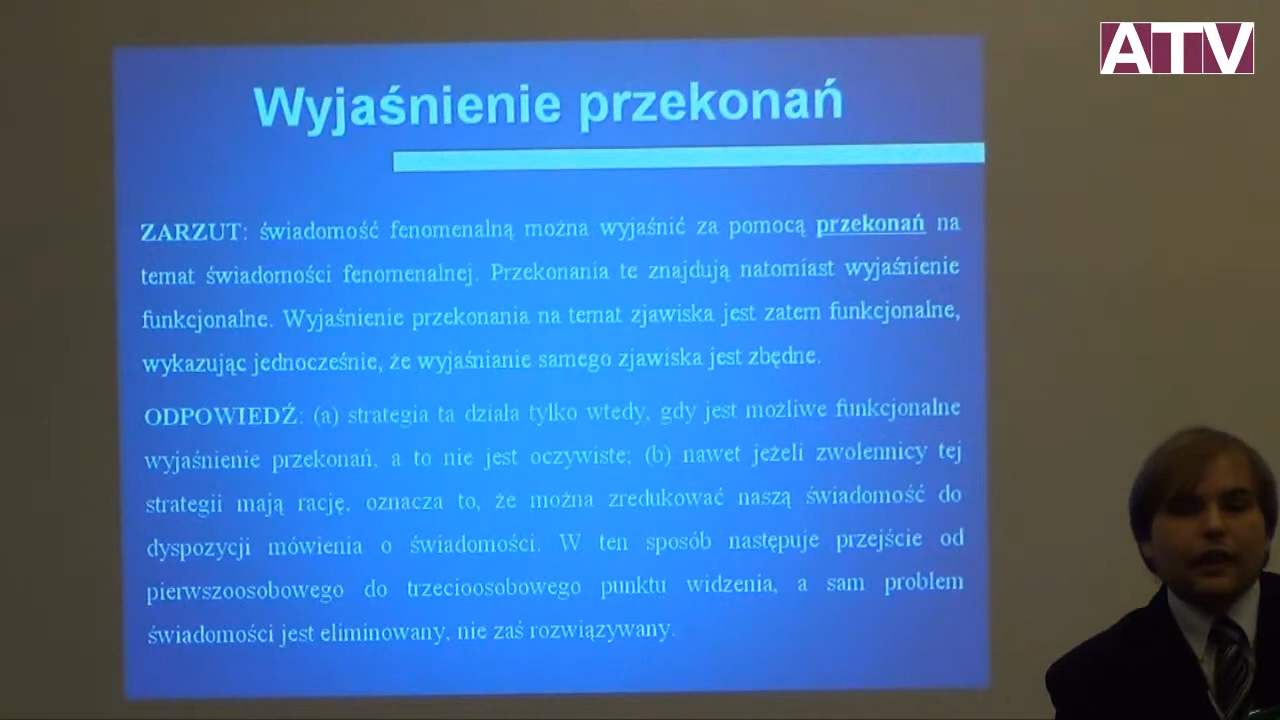 ATV
Wyjaśnienie przekonań
ZARZUT: świadomość fenomenalną można wyjaśnić za pomocą przekonań na
temat świadomości fenomenalnej. Przekonania te znajdują natomiast wyjaśnienie
funkcjonalne. Wyjaśnienie przekonania na temat zjawiska jest zatem funkcjonalne,
wykazując jednocześnie, że wyjaśnianie samego zjawiska jest zbędne.
ODPOWIEDŹ: (a) strategia ta działa tylko wtedy, gdy jest możliwe funkcjonalne
wyjaśnienie przekonań, a to nie jest oczywiste; (b) nawet jeżeli zwolennicy tej
strategii mają rację, oznacza to, że można zredukować naszą świadomość do
dyspozycji mówienia o świadomości. W ten sposób następuje przejście od
pierwszoosobowego do trzecioosobowego punktu widzenia, a sam problem
świadomości jest eliminowany, nie zaś rozwiązywany.